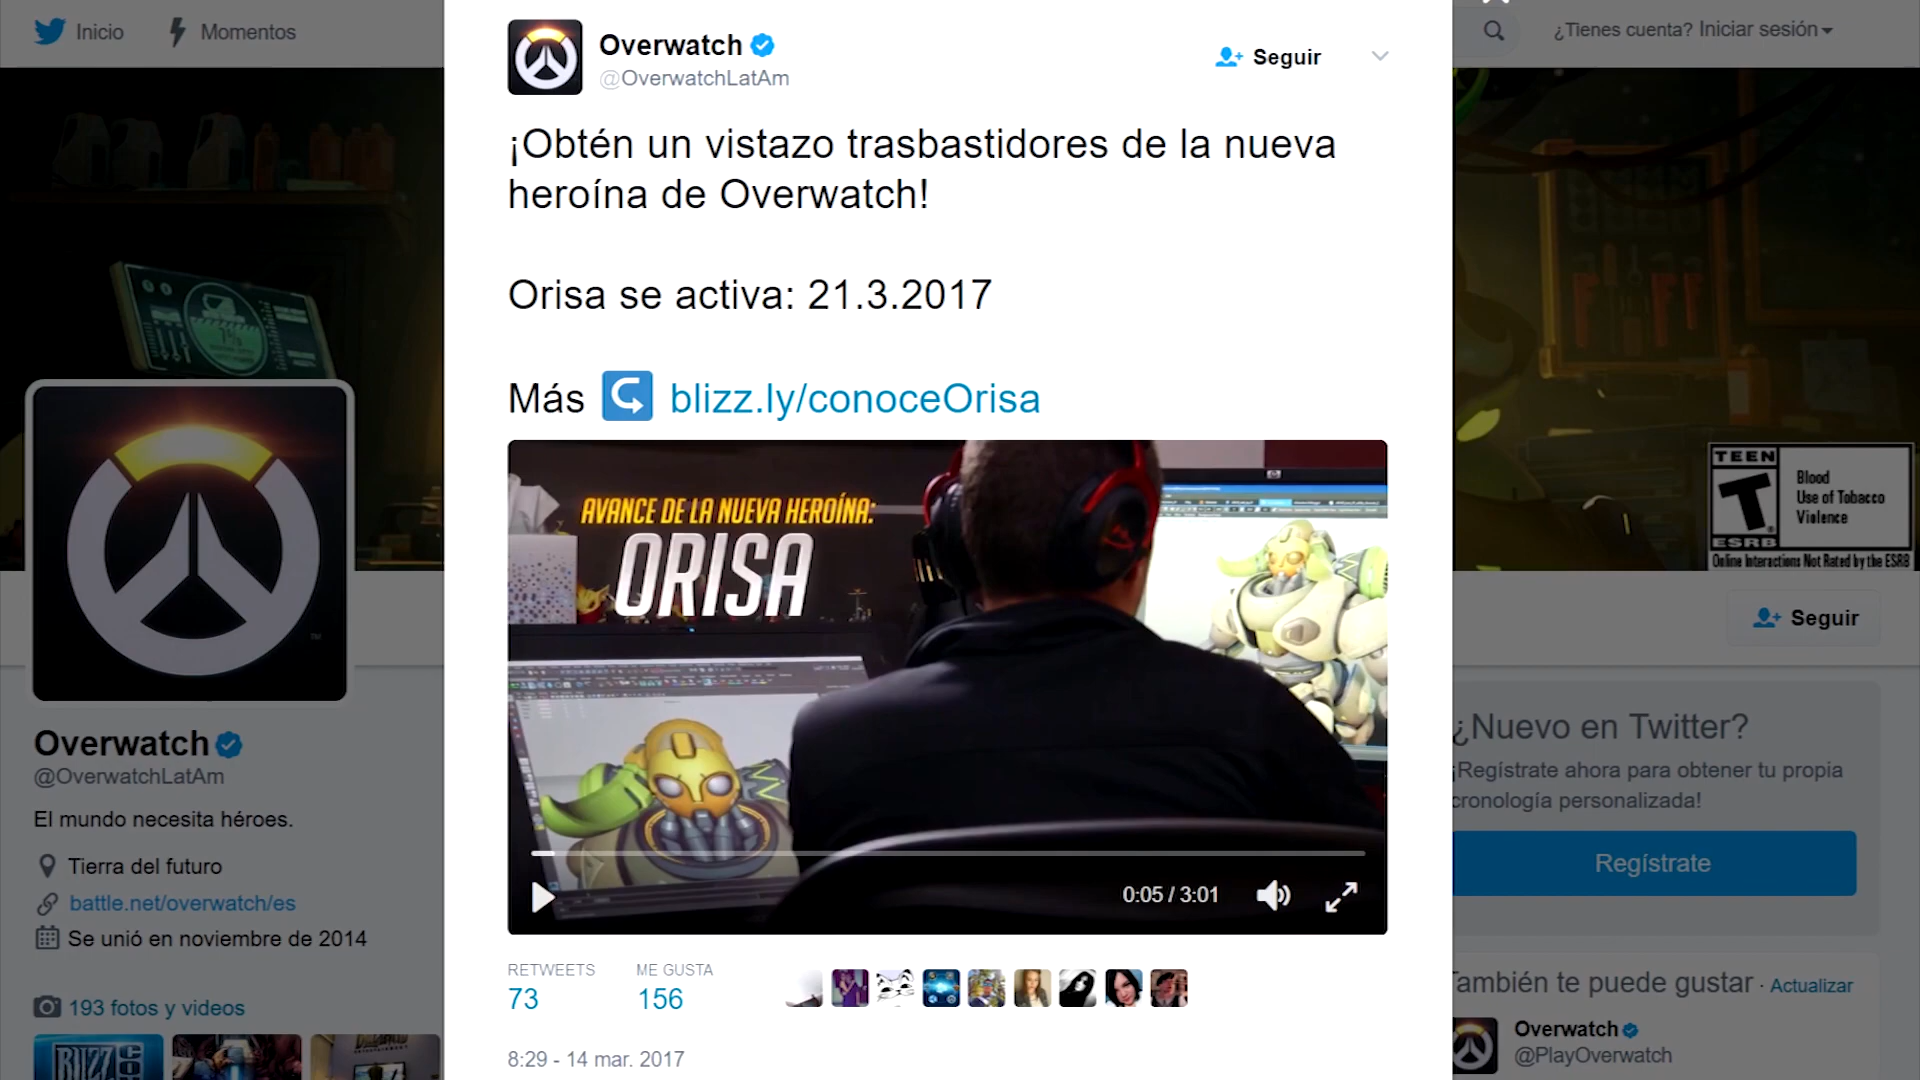 Inicio
Momentos
¿Tienes cuenta? Iniciar sesión
Overwatch
@OverwatchLatAm
Seguir
¡Obtén un vistazo trasbastidores de la nueva
heroína de Overwatch!
Orisa se activa: 21.3.2017
Más blizz.ly/conoceOrisa
AVANCE DE LA NUEVA HEROÍNA:
ORISA
0:05 / 3:01
RETWEETS
73
ME GUSTA
156
8:29 - 14 mar. 2017
Overwatch
@OverwatchLatAm
El mundo necesita héroes.
Tierra del futuro
battle.net/overwatch/es
Se unió en noviembre de 2014
193 fotos y videos
BLIZZ
TEEN
T
ESRB
Blood
Use of Tobacco
Violence
Online Interactions Not Rated by the ESRB
Seguir
¿Nuevo en Twitter?
¡Regístrate ahora para obtener tu propia
cronología personalizada!
Regístrate
También te puede gustar · Actualizar
Overwatch
@PlayOverwatch